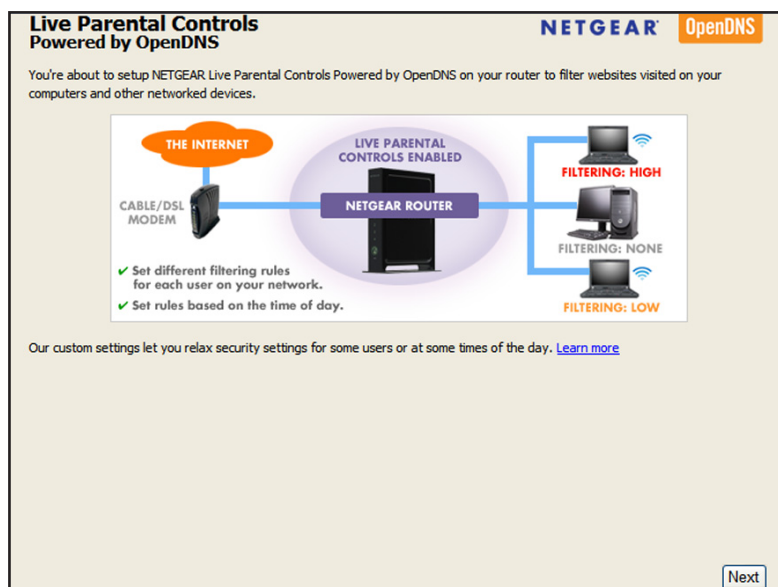 Live Parental Controls
Powered by OpenDNS
NETGEAR
OpenDNS
You're about to setup NETGEAR Live Parental Controls Powered by OpenDNS on your router to filter websites visited on your
computers and other networked devices.
THE INTERNET
CABLE/DSL
MODEM
LIVE PARENTAL
CONTROLS ENABLED
NETGEAR ROUTER
FILTERING: HIGH
FILTERING: NONE
FILTERING: LOW
✔ Set different filtering rules
for each user on your network.
✔ Set rules based on the time of day.
Our custom settings let you relax security settings for some users or at some times of the day. Learn more
Next